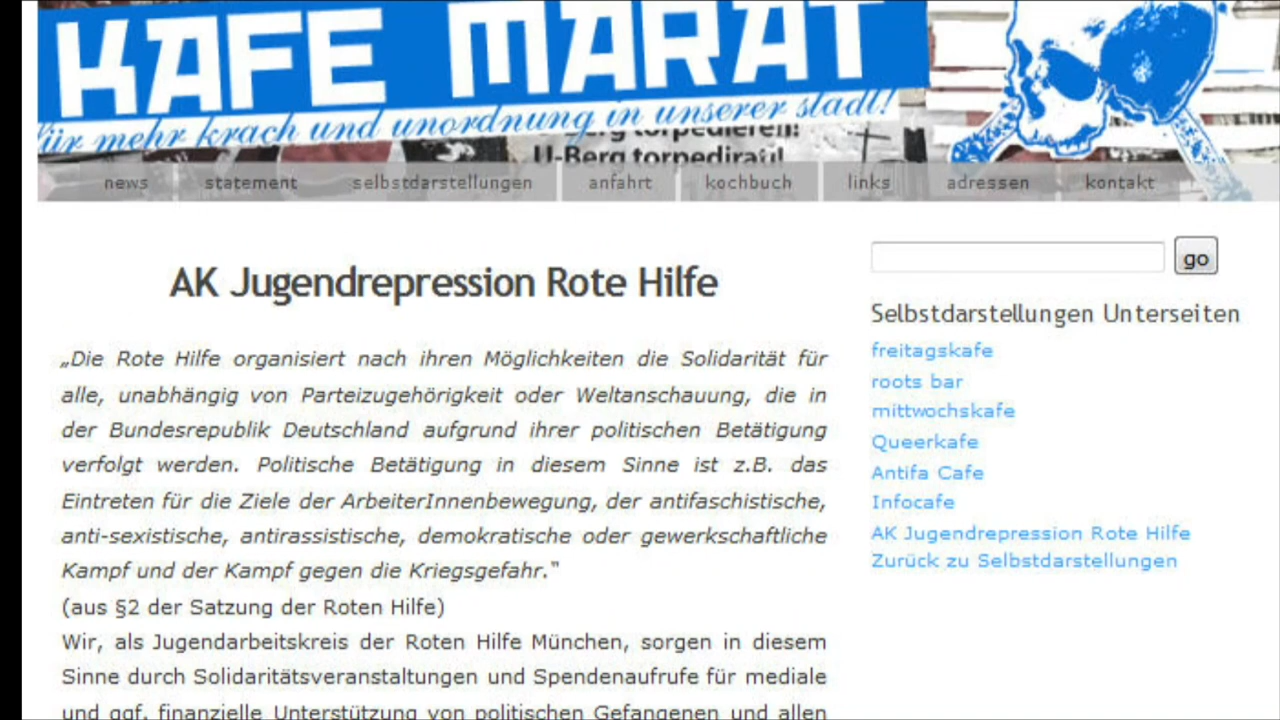 KAFE MARAT
für mehr krach und unordnung in unserer stadt!
U-Berg torpedieren!
U-Berg torpediraú!
news statement selbstdarstellungen anfahrt kochbuch links adressen kontakt
go
AK Jugendrepression Rote Hilfe
„Die Rote Hilfe organisiert nach ihren Möglichkeiten die Solidarität für
alle, unabhängig von Parteizugehörigkeit oder Weltanschauung, die in
der Bundesrepublik Deutschland aufgrund ihrer politischen Betätigung
verfolgt werden. Politische Betätigung in diesem Sinne ist z.B. das
Eintreten für die Ziele der ArbeiterInnenbewegung, der antifaschistische,
anti-sexistische, antirassistische, demokratische oder gewerkschaftliche
Kampf und der Kampf gegen die Kriegsgefahr."
(aus §2 der Satzung der Roten Hilfe)
Wir, als Jugendarbeitskreis der Roten Hilfe München, sorgen in diesem
Sinne durch Solidaritätsveranstaltungen und Spendenaufrufe für mediale
und ggf. finanzielle Unterstützung von politischen Gefangenen und allen
Selbstdarstellungen Unterseiten
freitagskafe
roots bar
mittwochskafe
Queerkafe
Antifa Cafe
Infocafe
AK Jugendrepression Rote Hilfe
Zurück zu Selbstdarstellungen